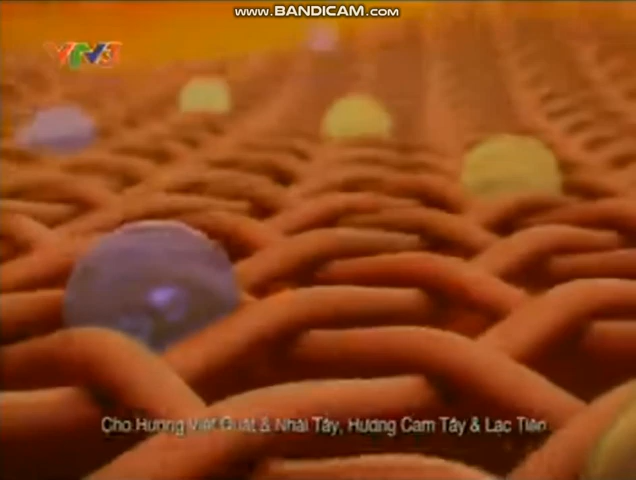 www.BANDICAM.com
VTV3
Cho Hương Việt Quất & Nhài Tây, Hương Cam Tây & Lạc Tiên